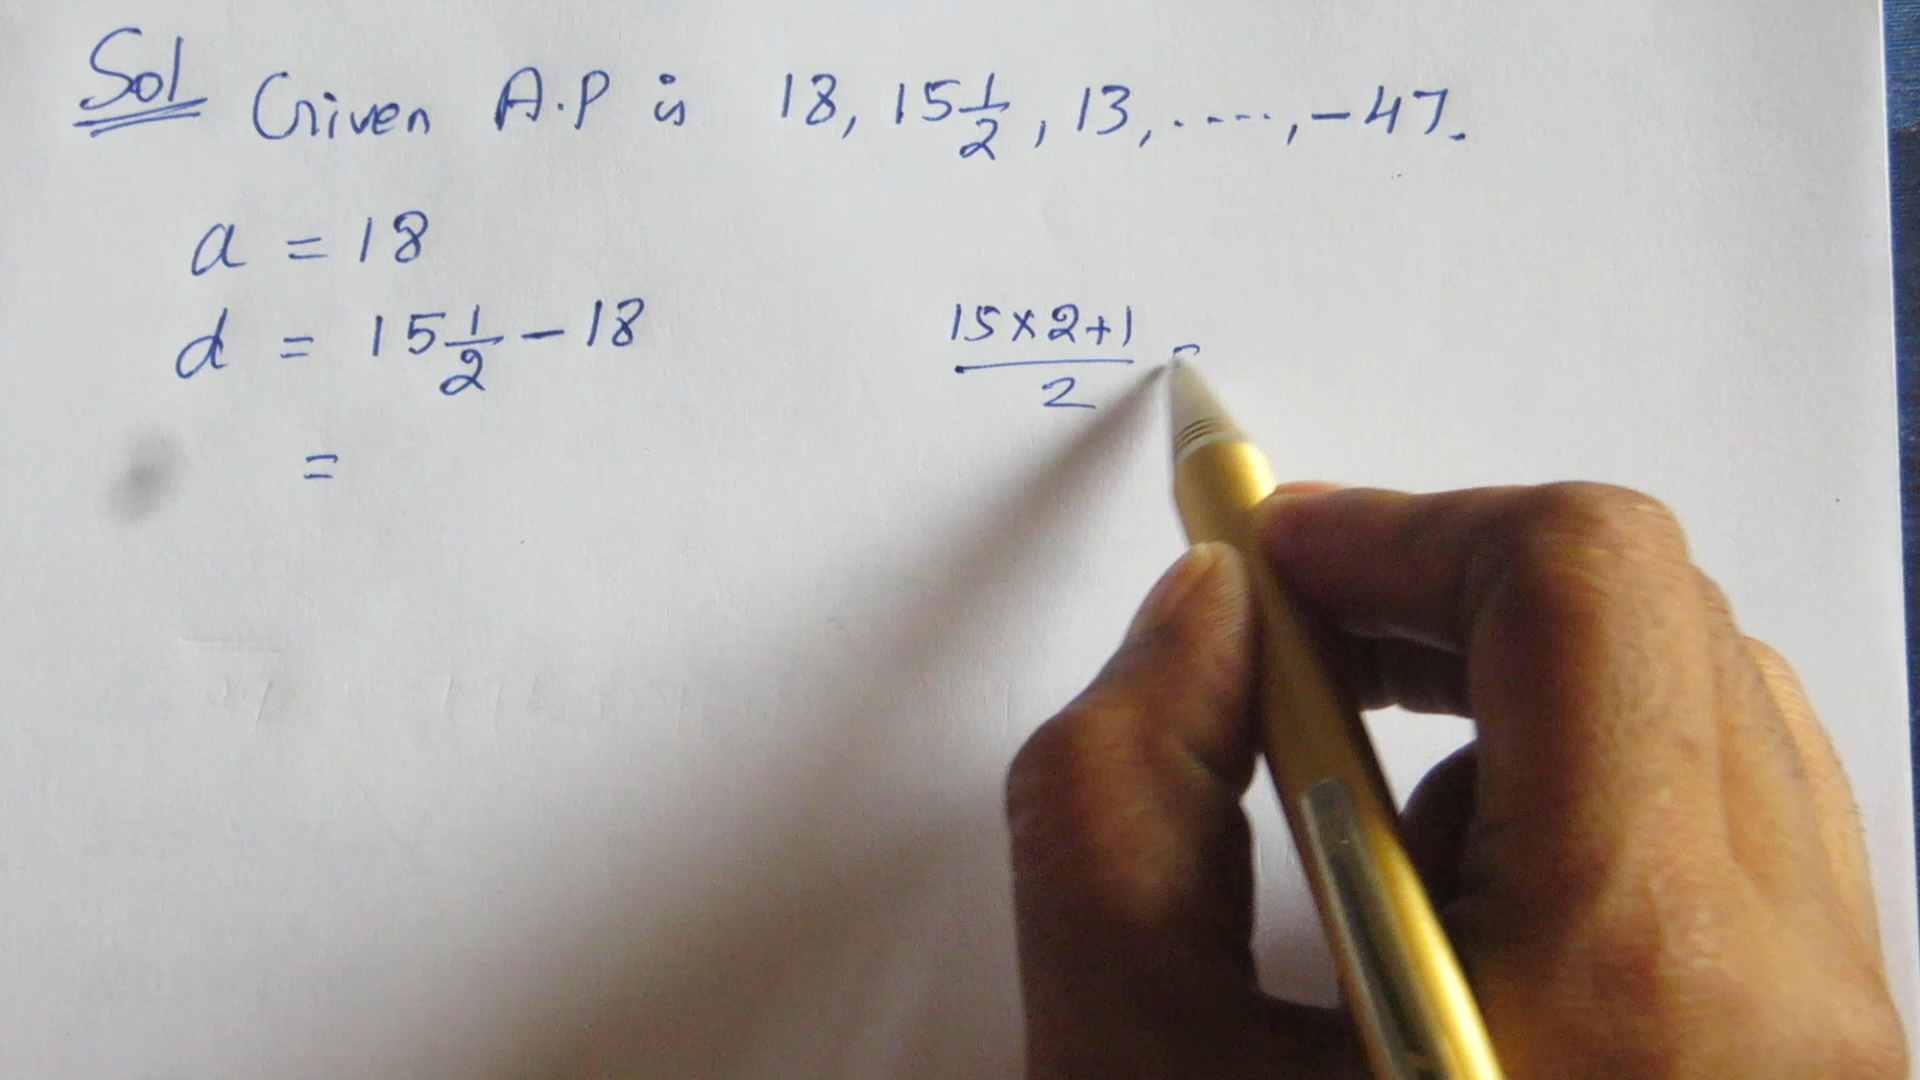 Sol Given A.P is 18, 15 1/2, 13, ....., -47.
a = 18
d = 15 1/2 - 18
(15×2+1)/2 =
=